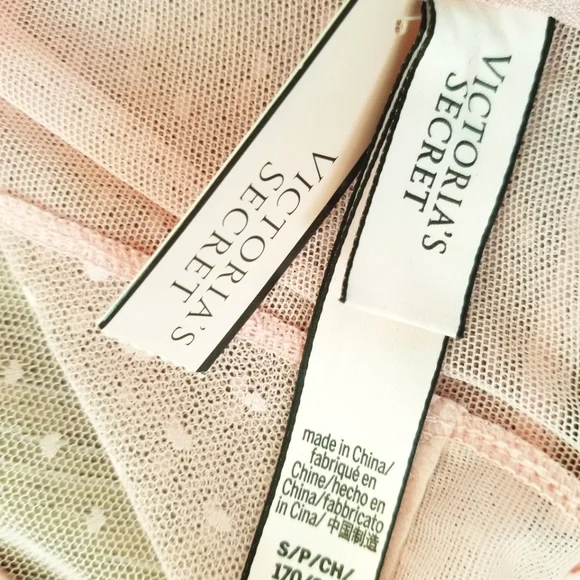 VICTORIA'S
SECRET
VICTORIA'S
SECRET
made in China/
fabriqué en
Chine/hecho en
China/fabbricato
in Cina/ 中国制造
S/P/CH/